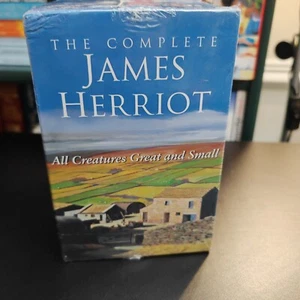 THE COMPLETE
JAMES
HERRIOT
All Creatures Great and Small